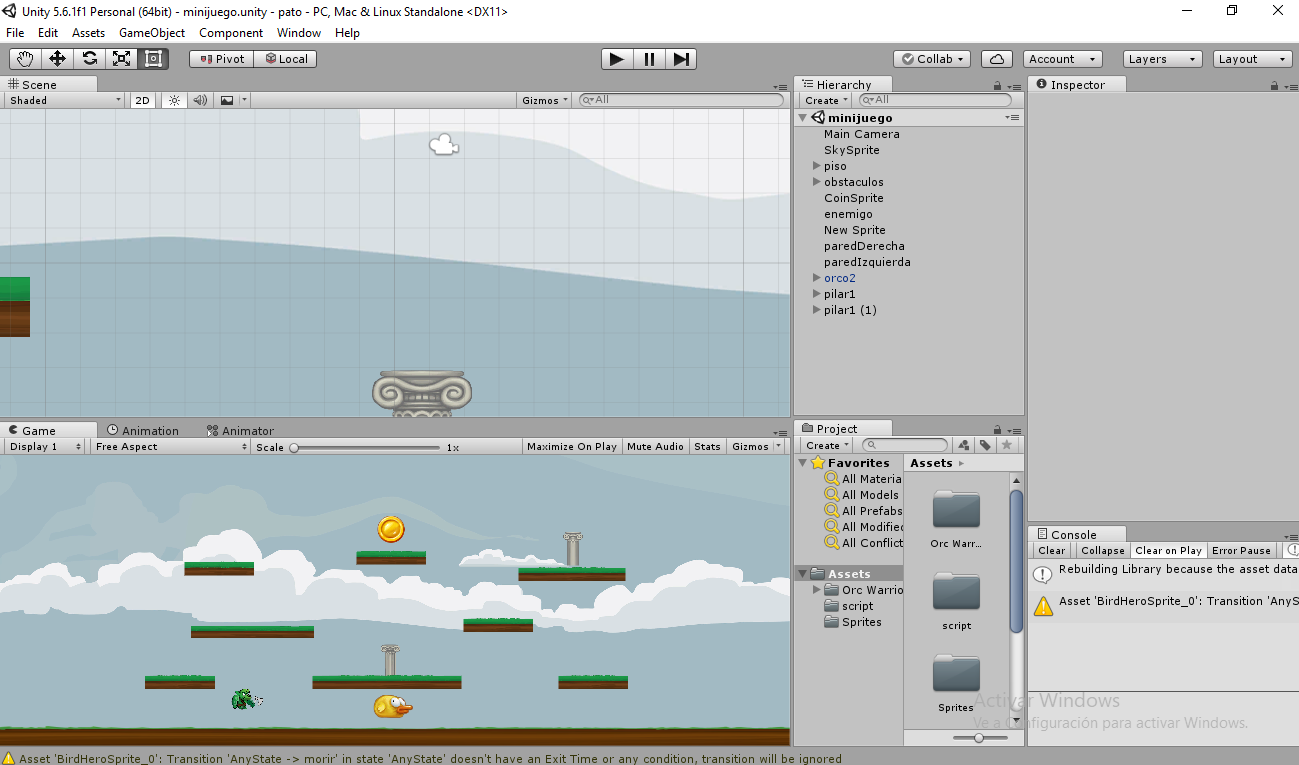 Unity 5.6.1f1 Personal (64bit) - minijuego.unity - pato - PC, Mac & Linux Standalone <DX11>
File Edit Assets GameObject Component Window Help
Pivot Local Collab Account Layers Layout
Scene
Shaded 2D Gizmos All
Hierarchy
Create All
minijuego
Main Camera
SkySprite
piso
obstaculos
CoinSprite
enemigo
New Sprite
paredDerecha
paredIzquierda
orco2
pilar1
pilar1 (1)
Inspector
Game Animation Animator
Display 1 Free Aspect Scale 1x Maximize On Play Mute Audio Stats Gizmos
Project
Create
Favorites
All Materia
All Models
All Prefabs
All Modified
All Conflict
Assets
Orc Warrio
script
Sprites
Assets
Orc Warr...
script
Sprites
Console
Clear Collapse Clear on Play Error Pause
Rebuilding Library because the asset data
Asset 'BirdHeroSprite_0': Transition 'AnyS
Activar Windows
Ve a Configuración para activar Windows.
Asset 'BirdHeroSprite_0': Transition 'AnyState -> morir' in state 'AnyState' doesn't have an Exit Time or any condition, transition will be ignored